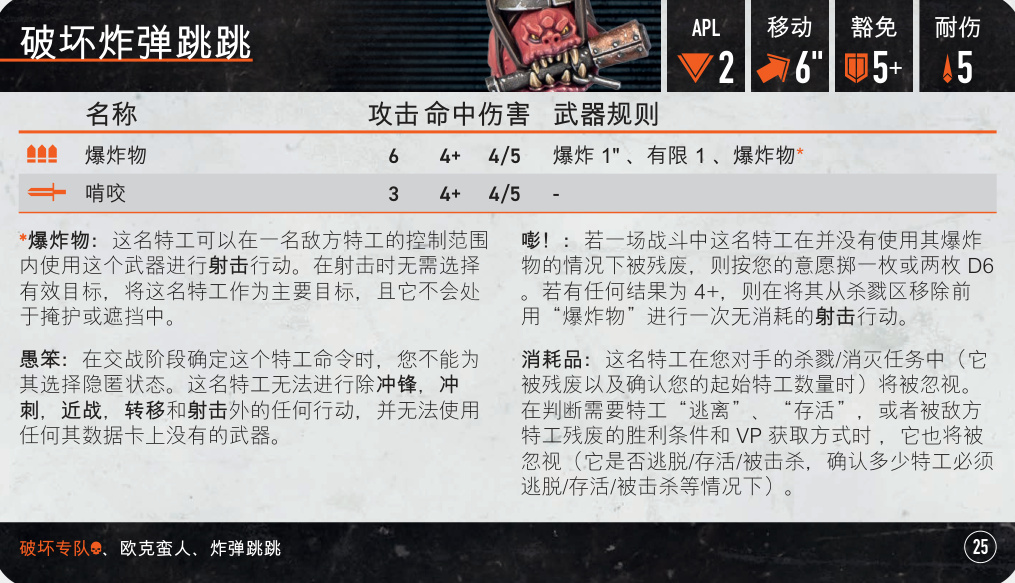 破坏炸弹跳跳
APL 移动 豁免 耐伤
2 6" 5+ 5
名称 攻击 命中 伤害 武器规则
爆炸物 6 4+ 4/5 爆炸 1" 、有限 1 、爆炸物*
啃咬 3 4+ 4/5 -
*爆炸物：这名特工可以在一名敌方特工的控制范围
内使用这个武器进行射击行动。在射击时无需选择
有效目标，将这名特工作为主要目标，且它不会处
于掩护或遮挡中。
愚笨：在交战阶段确定这个特工命令时，您不能为
其选择隐匿状态。这名特工无法进行除冲锋，冲
刺，近战，转移和射击外的任何行动，并无法使用
任何其数据卡上没有的武器。
嘭！：若一场战斗中这名特工在并没有使用其爆炸
物的情况下被残废，则按您的意愿掷一枚或两枚 D6
。若有任何结果为 4+，则在将其从杀戮区移除前
用“爆炸物”进行一次无消耗的射击行动。
消耗品：这名特工在您对手的杀戮/消灭任务中（它
被残废以及确认您的起始特工数量时）将被忽视。
在判断需要特工“逃离”、“存活”，或者被敌方
特工残废的胜利条件和 VP 获取方式时 ，它也将被
忽视（它是否逃脱/存活/被击杀，确认多少特工必须
逃脱/存活/被击杀等情况下）。
破坏专队、欧克蛮人、炸弹跳跳
25